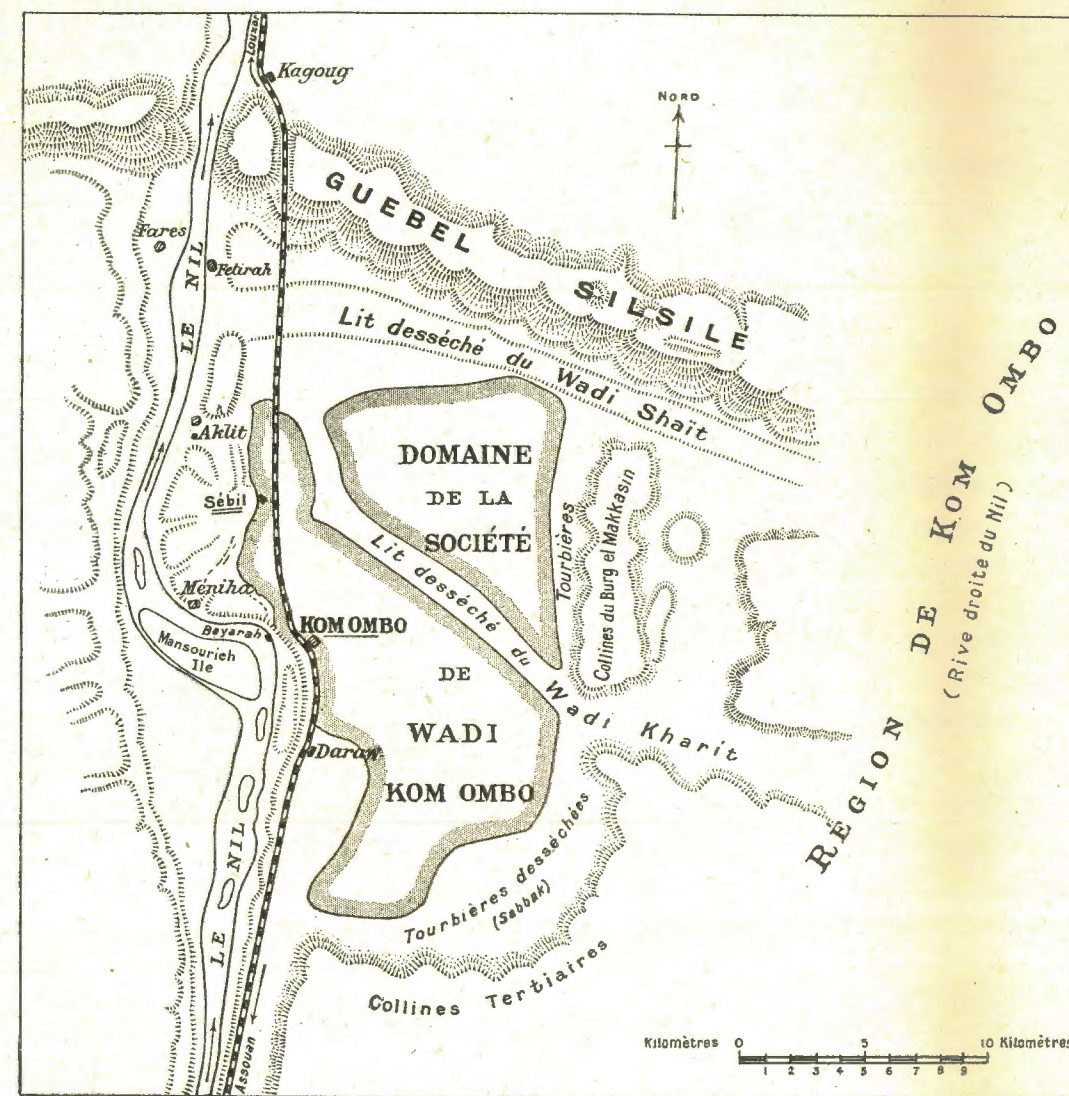 Louxor
Kagoug
NORD
GUEBEL SILSILE
Fares
LE NIL
Fetirah
Lit desséché du Wadi Shaït
Aklit
Sébil
DOMAINE
DE LA
SOCIÉTÉ
Lit desséché du Wadi Kharit
Tourbières
Collines du Burg el Makkasin
Méniha
Bayarah
KOM OMBO
Mansourieh
Ile
DE
WADI
KOM OMBO
Daraw
RÉGION DE KOM OMBO
(Rive droite du Nil)
LE NIL
Tourbières desséchées
(Sabbak)
Collines Tertiaires
Assouan
Kilomètres 0 5 10 Kilomètres
1 2 3 4 5 6 7 8 9